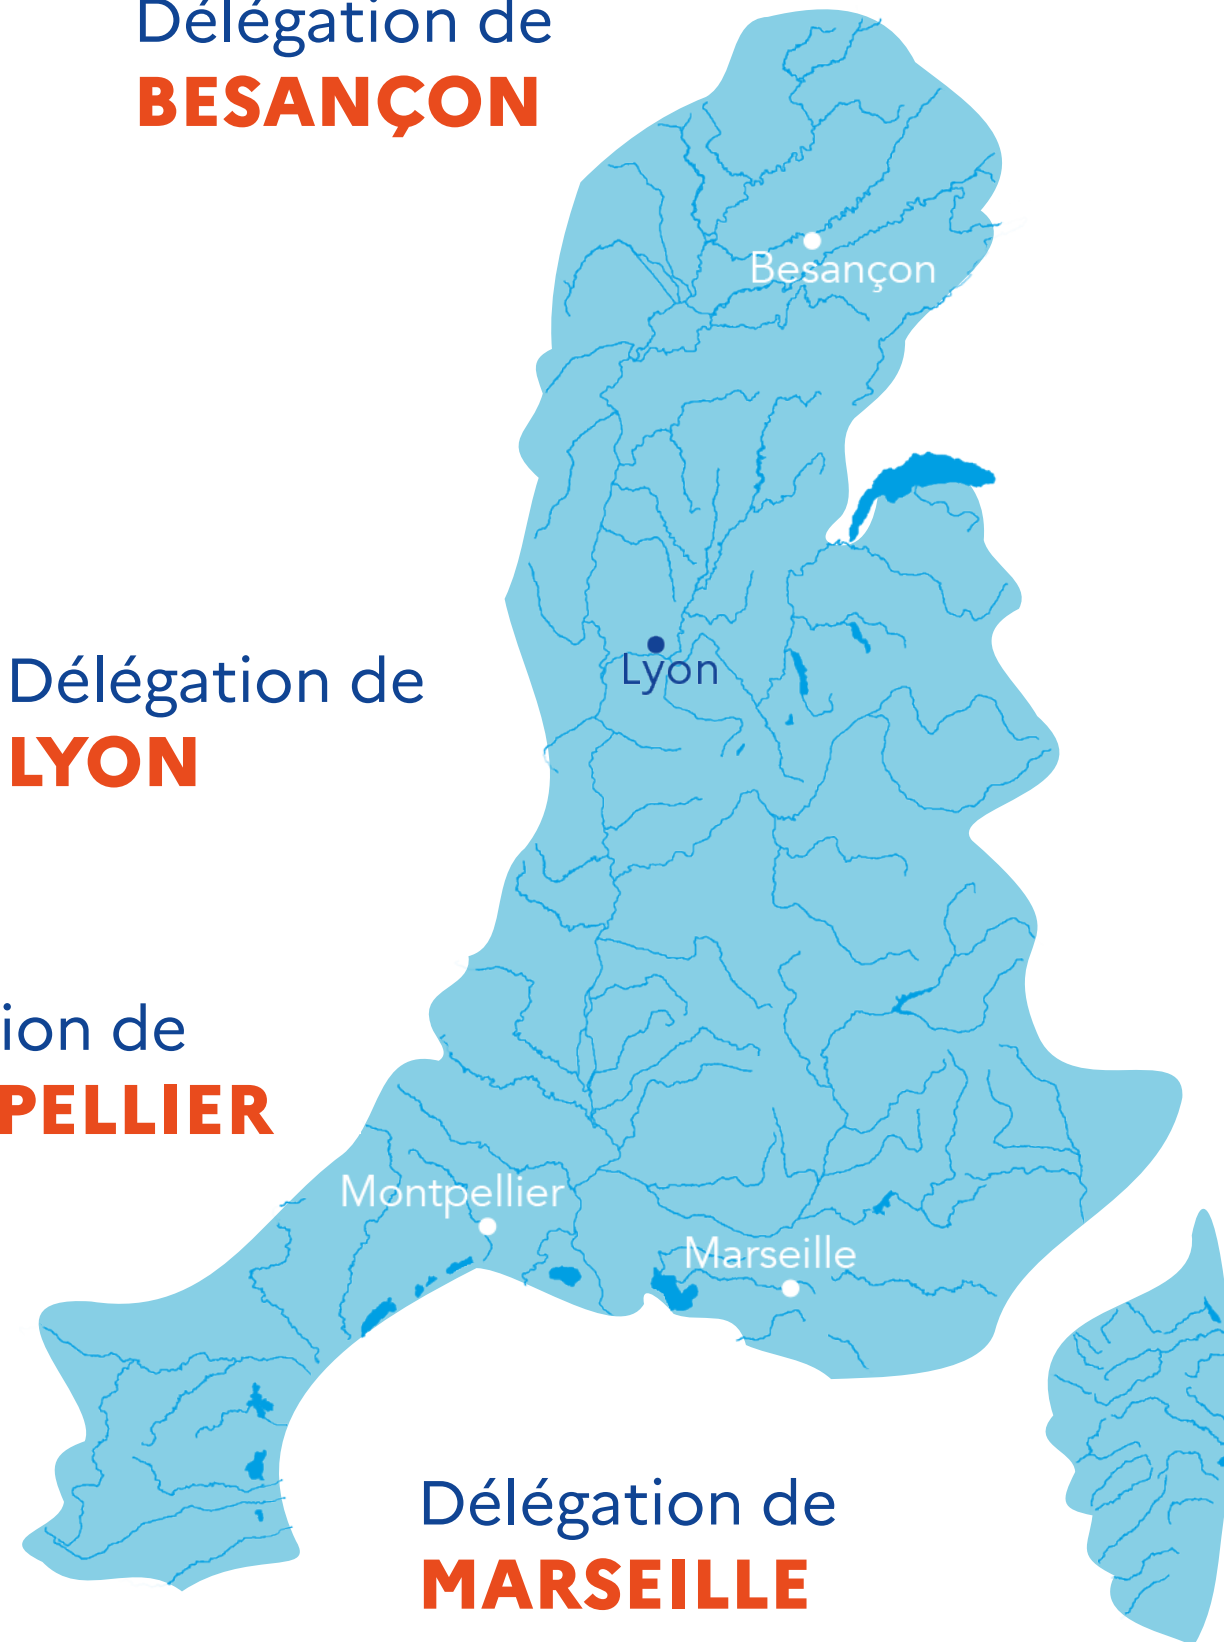 Délégation de
BESANÇON
Besançon
Lyon
Délégation de
LYON
ion de
PELLIER
Montpellier
Marseille
Délégation de
MARSEILLE